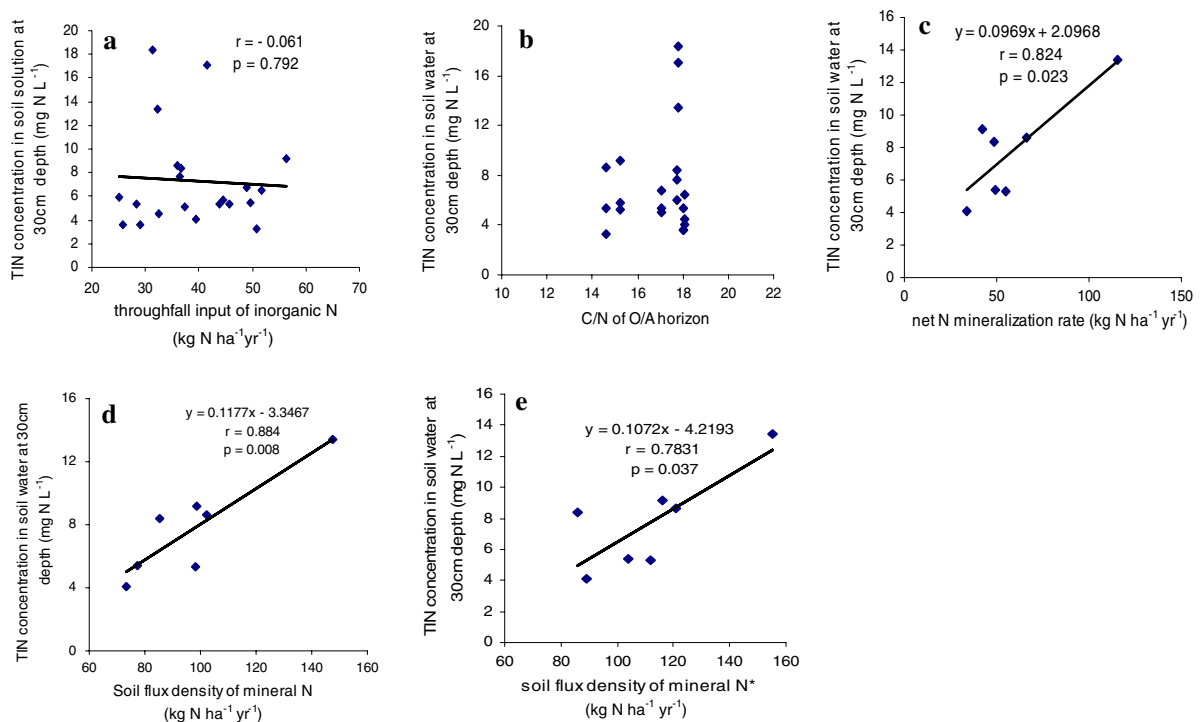 a
r = - 0.061
p = 0.792
TIN concentration in soil solution at
30cm depth (mg N L⁻¹)
20
18
16
14
12
10
8
6
4
2
0
20 30 40 50 60 70
throughfall input of inorganic N
(kg N ha⁻¹yr⁻¹)
b
TIN concentration in soil water at
30cm depth (mg N L⁻¹)
20
16
12
8
4
0
10 12 14 16 18 20 22
C/N of O/A horizon
c
y = 0.0969x + 2.0968
r = 0.824
p = 0.023
TIN concentration in soil water at
30cm depth (mg N L⁻¹)
16
14
12
10
8
6
4
2
0
0 50 100 150
net N mineralization rate (kg N ha⁻¹ yr⁻¹)
d
y = 0.1177x - 3.3467
r = 0.884
p = 0.008
TIN concentration in soil water at 30cm
depth (mg N L⁻¹)
16
12
8
4
0
60 80 100 120 140 160
Soil flux density of mineral N
(kg N ha⁻¹ yr⁻¹)
e
y = 0.1072x - 4.2193
r = 0.7831
p = 0.037
TIN concentration in soil water at
30cm depth (mg N L⁻¹)
16
14
12
10
8
6
4
2
0
60 80 100 120 140 160
soil flux density of mineral N*
(kg N ha⁻¹ yr⁻¹)